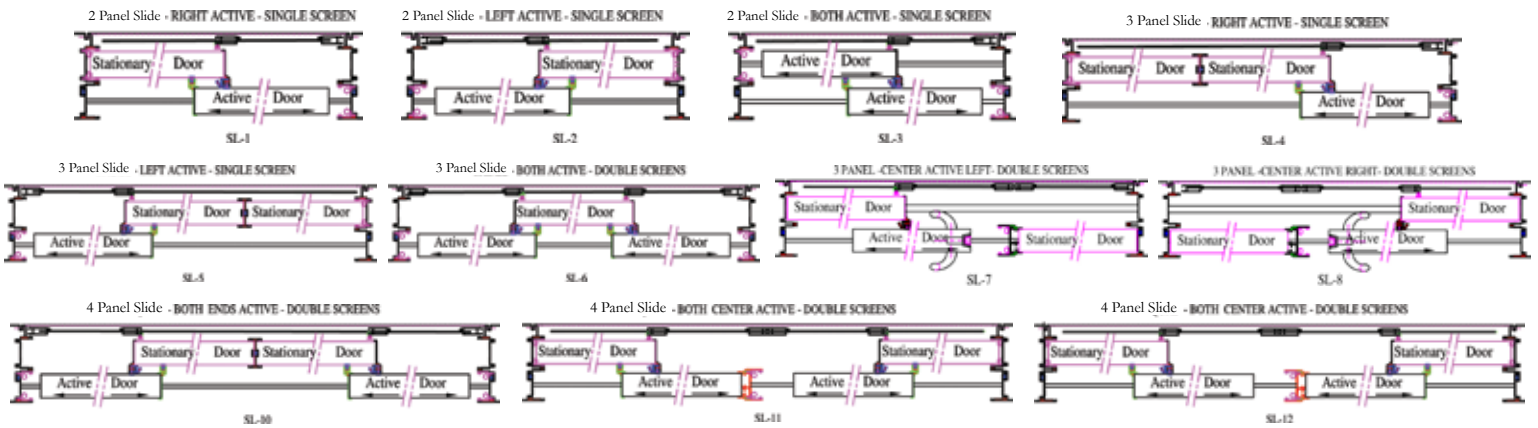 2 Panel Slide - RIGHT ACTIVE - SINGLE SCREEN
Stationary Door
Active Door
SL-1
2 Panel Slide - LEFT ACTIVE - SINGLE SCREEN
Stationary Door
Active Door
SL-2
2 Panel Slide - BOTH ACTIVE - SINGLE SCREEN
Active Door
Active Door
SL-3
3 Panel Slide - RIGHT ACTIVE - SINGLE SCREEN
Stationary Door Stationary Door
Active Door
SL-4
3 Panel Slide - LEFT ACTIVE - SINGLE SCREEN
Stationary Door Stationary Door
Active Door
SL-5
3 Panel Slide - BOTH ACTIVE - DOUBLE SCREENS
Stationary Door
Active Door Active Door
SL-6
3 PANEL -CENTER ACTIVE LEFT- DOUBLE SCREENS
Stationary Door
Active Door Stationary Door
SL-7
3 PANEL -CENTER ACTIVE RIGHT- DOUBLE SCREENS
Stationary Door
Stationary Door Active Door
SL-8
4 Panel Slide - BOTH ENDS ACTIVE - DOUBLE SCREENS
Stationary Door Stationary Door
Active Door Active Door
SL-10
4 Panel Slide - BOTH CENTER ACTIVE - DOUBLE SCREENS
Stationary Door Stationary Door
Active Door Active Door
SL-11
4 Panel Slide - BOTH CENTER ACTIVE - DOUBLE SCREENS
Stationary Door Stationary Door
Active Door Active Door
SL-12